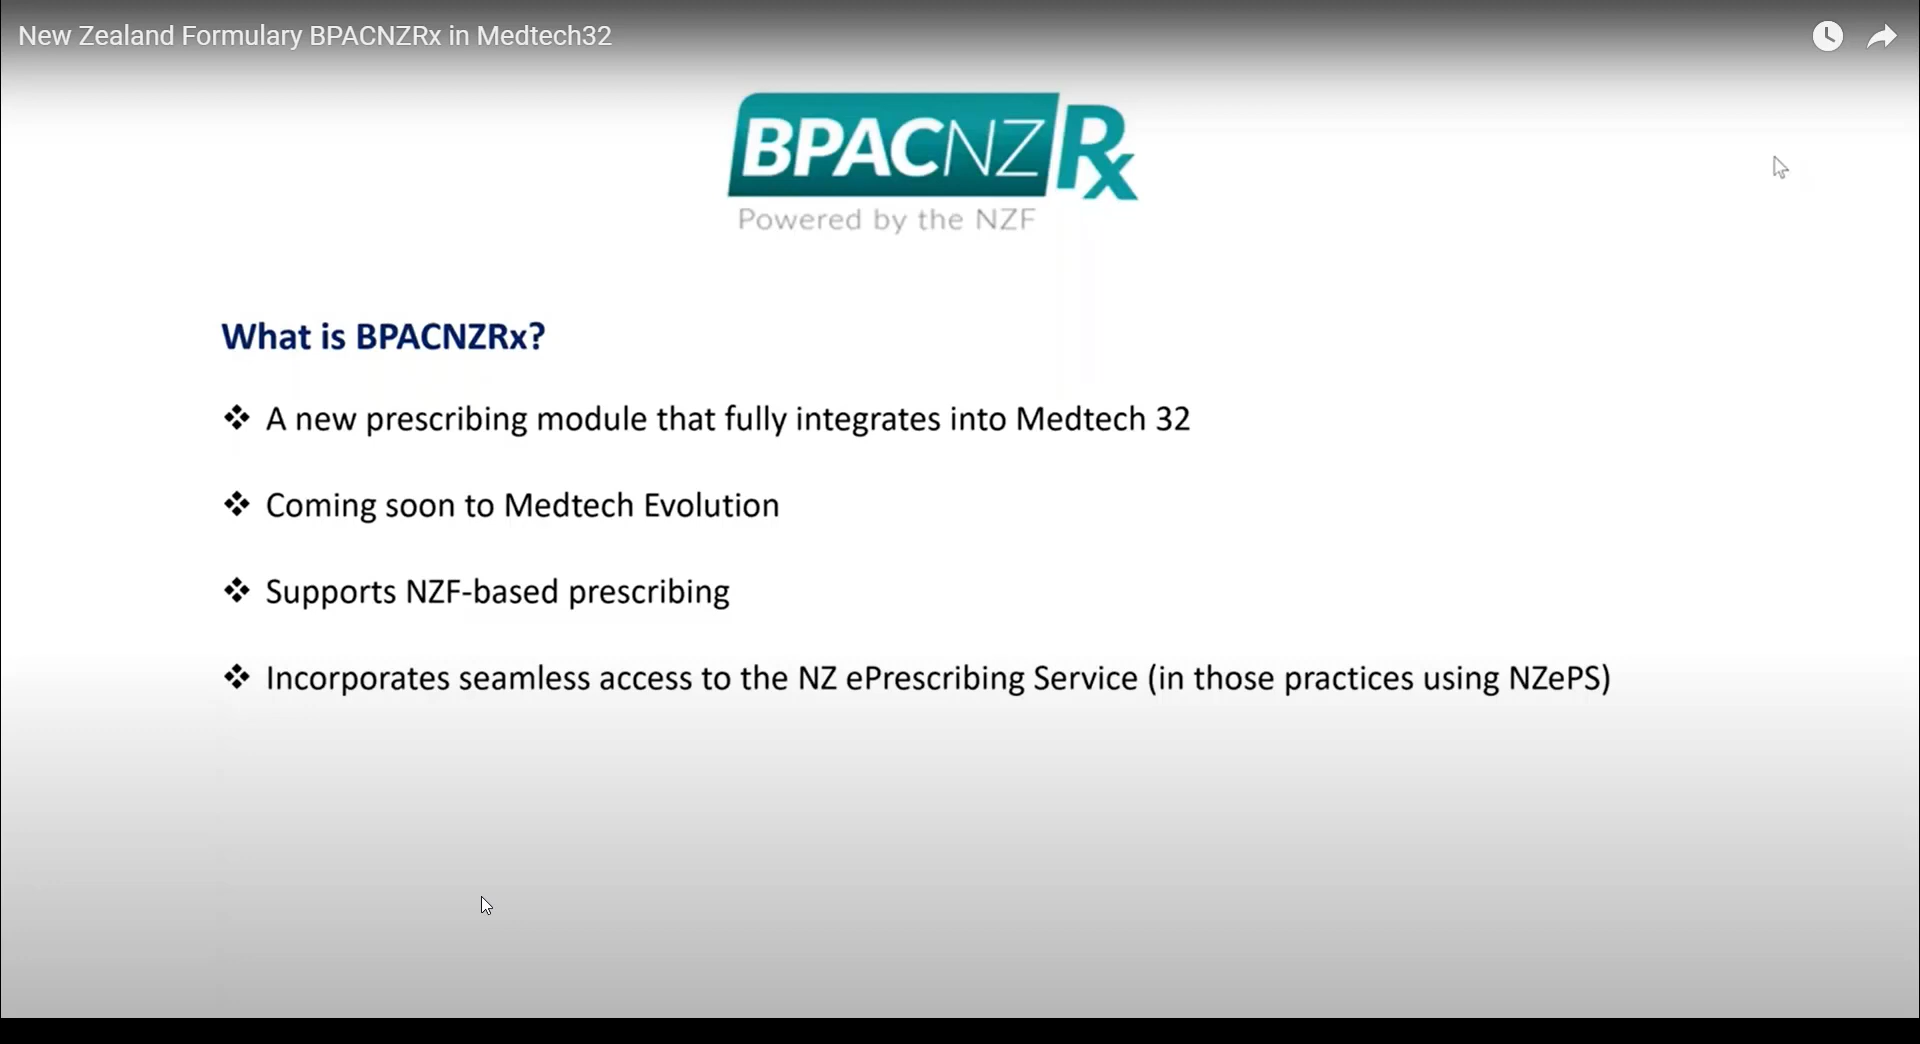 New Zealand Formulary BPACNZRx in Medtech32
BPACNZRx
Powered by the NZF
What is BPACNZRx?
❖ A new prescribing module that fully integrates into Medtech 32
❖ Coming soon to Medtech Evolution
❖ Supports NZF-based prescribing
❖ Incorporates seamless access to the NZ ePrescribing Service (in those practices using NZePS)